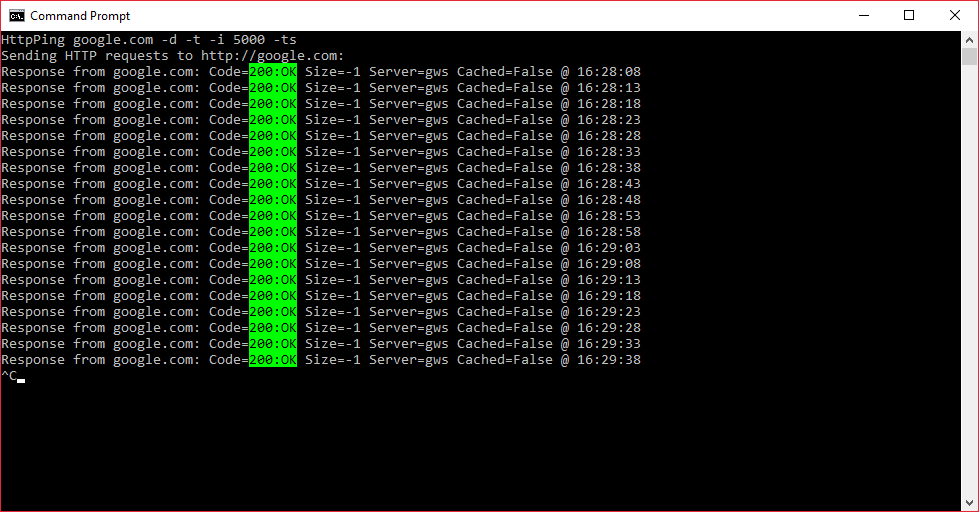 Command Prompt
HttpPing google.com -d -t -i 5000 -ts
Sending HTTP requests to http://google.com:
Response from google.com: Code=200:OK Size=-1 Server=gws Cached=False @ 16:28:08
Response from google.com: Code=200:OK Size=-1 Server=gws Cached=False @ 16:28:13
Response from google.com: Code=200:OK Size=-1 Server=gws Cached=False @ 16:28:18
Response from google.com: Code=200:OK Size=-1 Server=gws Cached=False @ 16:28:23
Response from google.com: Code=200:OK Size=-1 Server=gws Cached=False @ 16:28:28
Response from google.com: Code=200:OK Size=-1 Server=gws Cached=False @ 16:28:33
Response from google.com: Code=200:OK Size=-1 Server=gws Cached=False @ 16:28:38
Response from google.com: Code=200:OK Size=-1 Server=gws Cached=False @ 16:28:43
Response from google.com: Code=200:OK Size=-1 Server=gws Cached=False @ 16:28:48
Response from google.com: Code=200:OK Size=-1 Server=gws Cached=False @ 16:28:53
Response from google.com: Code=200:OK Size=-1 Server=gws Cached=False @ 16:28:58
Response from google.com: Code=200:OK Size=-1 Server=gws Cached=False @ 16:29:03
Response from google.com: Code=200:OK Size=-1 Server=gws Cached=False @ 16:29:08
Response from google.com: Code=200:OK Size=-1 Server=gws Cached=False @ 16:29:13
Response from google.com: Code=200:OK Size=-1 Server=gws Cached=False @ 16:29:18
Response from google.com: Code=200:OK Size=-1 Server=gws Cached=False @ 16:29:23
Response from google.com: Code=200:OK Size=-1 Server=gws Cached=False @ 16:29:28
Response from google.com: Code=200:OK Size=-1 Server=gws Cached=False @ 16:29:33
Response from google.com: Code=200:OK Size=-1 Server=gws Cached=False @ 16:29:38
^C